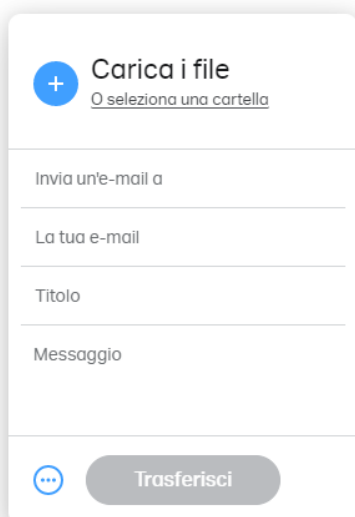 Carica i file
O seleziona una cartella
Invia un'e-mail a
La tua e-mail
Titolo
Messaggio
Trasferisci